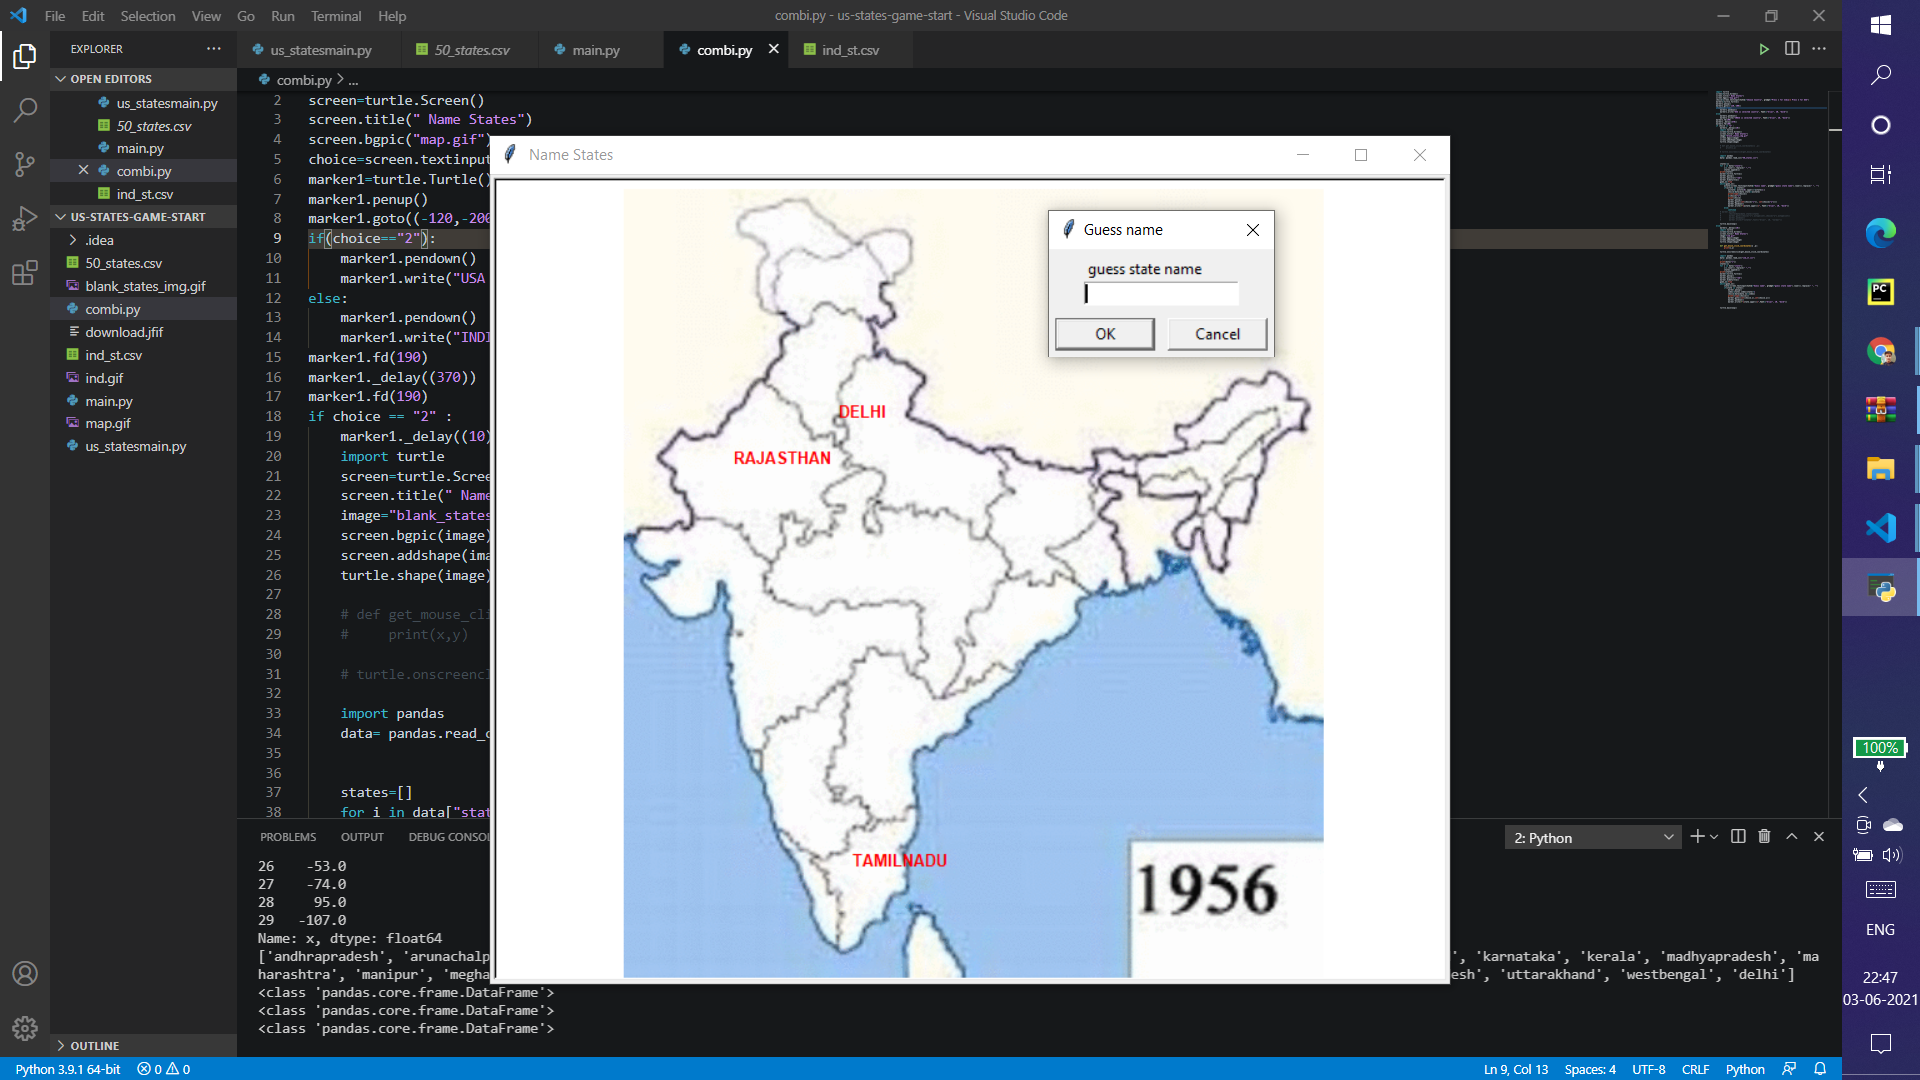 File Edit Selection View Go Run Terminal Help
combi.py - us-states-game-start - Visual Studio Code
EXPLORER
us_statesmain.py
50_states.csv
main.py
combi.py
ind_st.csv
OPEN EDITORS
us_statesmain.py
50_states.csv
main.py
combi.py
ind_st.csv
US-STATES-GAME-START
.idea
50_states.csv
blank_states_img.gif
combi.py
download.jfif
ind_st.csv
ind.gif
main.py
map.gif
us_statesmain.py
OUTLINE
combi.py > ...
2 screen=turtle.Screen()
3 screen.title(" Name States")
4 screen.bgpic("map.gif")
5 choice=screen.textinput
6 marker1=turtle.Turtle()
7 marker1.penup()
8 marker1.goto((-120,-200
9 if(choice=="2"):
10 marker1.pendown()
11 marker1.write("USA
12 else:
13 marker1.pendown()
14 marker1.write("INDI
15 marker1.fd(190)
16 marker1._delay((370))
17 marker1.fd(190)
18 if choice == "2" :
19 marker1._delay((10)
20 import turtle
21 screen=turtle.Scree
22 screen.title(" Name
23 image="blank_states
24 screen.bgpic(image)
25 screen.addshape(ima
26 turtle.shape(image)
27
28 # def get_mouse_cli
29 #     print(x,y)
30
31 # turtle.onscreencl
32
33 import pandas
34 data= pandas.read_c
35
36
37 states=[]
38 for i in data["stat
Name States
Guess name
guess state name
OK Cancel
DELHI
RAJASTHAN
TAMILNADU
1956
PROBLEMS OUTPUT DEBUG CONSOL
2: Python
26 -53.0
27 -74.0
28 95.0
29 -107.0
Name: x, dtype: float64
['andhrapradesh', 'arunachalp ', 'karnataka', 'kerala', 'madhyapradesh', 'ma
harashtra', 'manipur', 'megha esh', 'uttarakhand', 'westbengal', 'delhi']
<class 'pandas.core.frame.DataFrame'>
<class 'pandas.core.frame.DataFrame'>
<class 'pandas.core.frame.DataFrame'>
Python 3.9.1 64-bit 0 0
Ln 9, Col 13 Spaces: 4 UTF-8 CRLF Python
PC
100%
ENG
22:47
03-06-2021